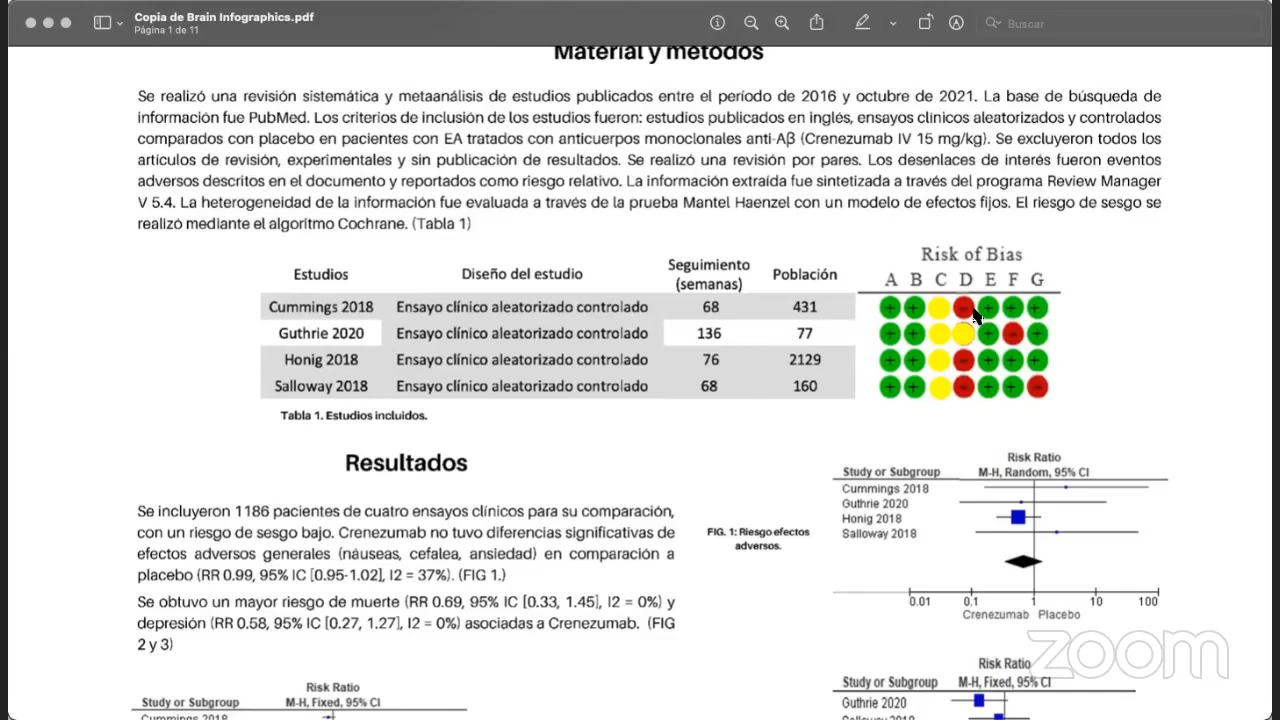 Copia de Brain Infographics.pdf
Página 1 de 11
Buscar
Material y métodos
Se realizó una revisión sistemática y metaanálisis de estudios publicados entre el período de 2016 y octubre de 2021. La base de búsqueda de
información fue PubMed. Los criterios de inclusión de los estudios fueron: estudios publicados en inglés, ensayos clínicos aleatorizados y controlados
comparados con placebo en pacientes con EA tratados con anticuerpos monoclonales anti-Aβ (Crenezumab IV 15 mg/kg). Se excluyeron todos los
artículos de revisión, experimentales y sin publicación de resultados. Se realizó una revisión por pares. Los desenlaces de interés fueron eventos
adversos descritos en el documento y reportados como riesgo relativo. La información extraída fue sintetizada a través del programa Review Manager
V 5.4. La heterogeneidad de la información fue evaluada a través de la prueba Mantel Haenzel con un modelo de efectos fijos. El riesgo de sesgo se
realizó mediante el algoritmo Cochrane. (Tabla 1)
Estudios Diseño del estudio Seguimiento (semanas) Población
Cummings 2018 Ensayo clínico aleatorizado controlado 68 431
Guthrie 2020 Ensayo clínico aleatorizado controlado 136 77
Honig 2018 Ensayo clínico aleatorizado controlado 76 2129
Salloway 2018 Ensayo clínico aleatorizado controlado 68 160
Tabla 1. Estudios incluidos.
Risk of Bias
A B C D E F G
+ + - + + +
+ + + - +
+ + - + + +
+ + - + + -
Resultados
Se incluyeron 1186 pacientes de cuatro ensayos clínicos para su comparación,
con un riesgo de sesgo bajo. Crenezumab no tuvo diferencias significativas de
efectos adversos generales (náuseas, cefalea, ansiedad) en comparación a
placebo (RR 0.99, 95% IC [0.95-1.02], I2 = 37%). (FIG 1.)
Se obtuvo un mayor riesgo de muerte (RR 0.69, 95% IC [0.33, 1.45], I2 = 0%) y
depresión (RR 0.58, 95% IC [0.27, 1.27], I2 = 0%) asociadas a Crenezumab. (FIG
2 y 3)
FIG. 1: Riesgo efectos
adversos.
Risk Ratio
Study or Subgroup M-H, Random, 95% CI
Cummings 2018
Guthrie 2020
Honig 2018
Salloway 2018
0.01 0.1 1 10 100
Crenezumab Placebo
zoom
Risk Ratio
Study or Subgroup M-H, Fixed, 95% CI
Cummings 2018
Risk Ratio
Study or Subgroup M-H, Fixed, 95% CI
Guthrie 2020
Salloway 2018